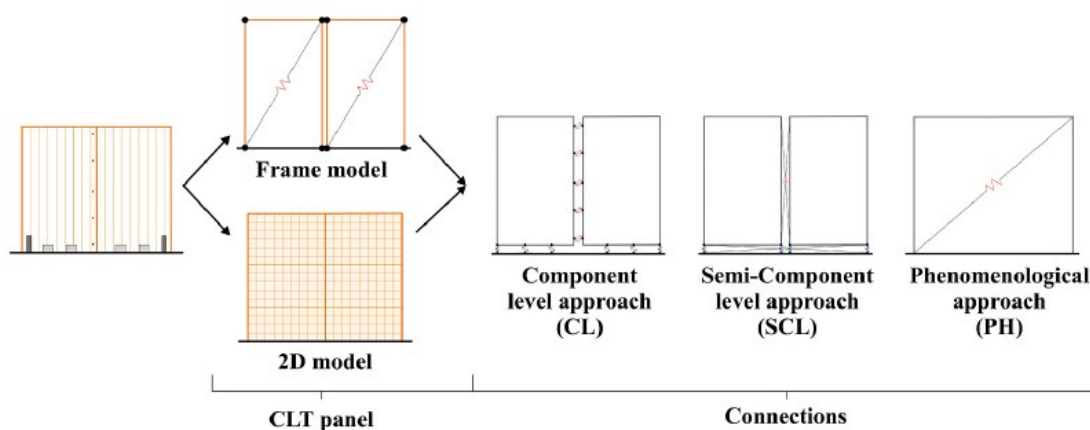 Frame model
2D model
Component
level approach
(CL)
Semi-Component
level approach
(SCL)
Phenomenological
approach
(PH)
CLT panel
Connections